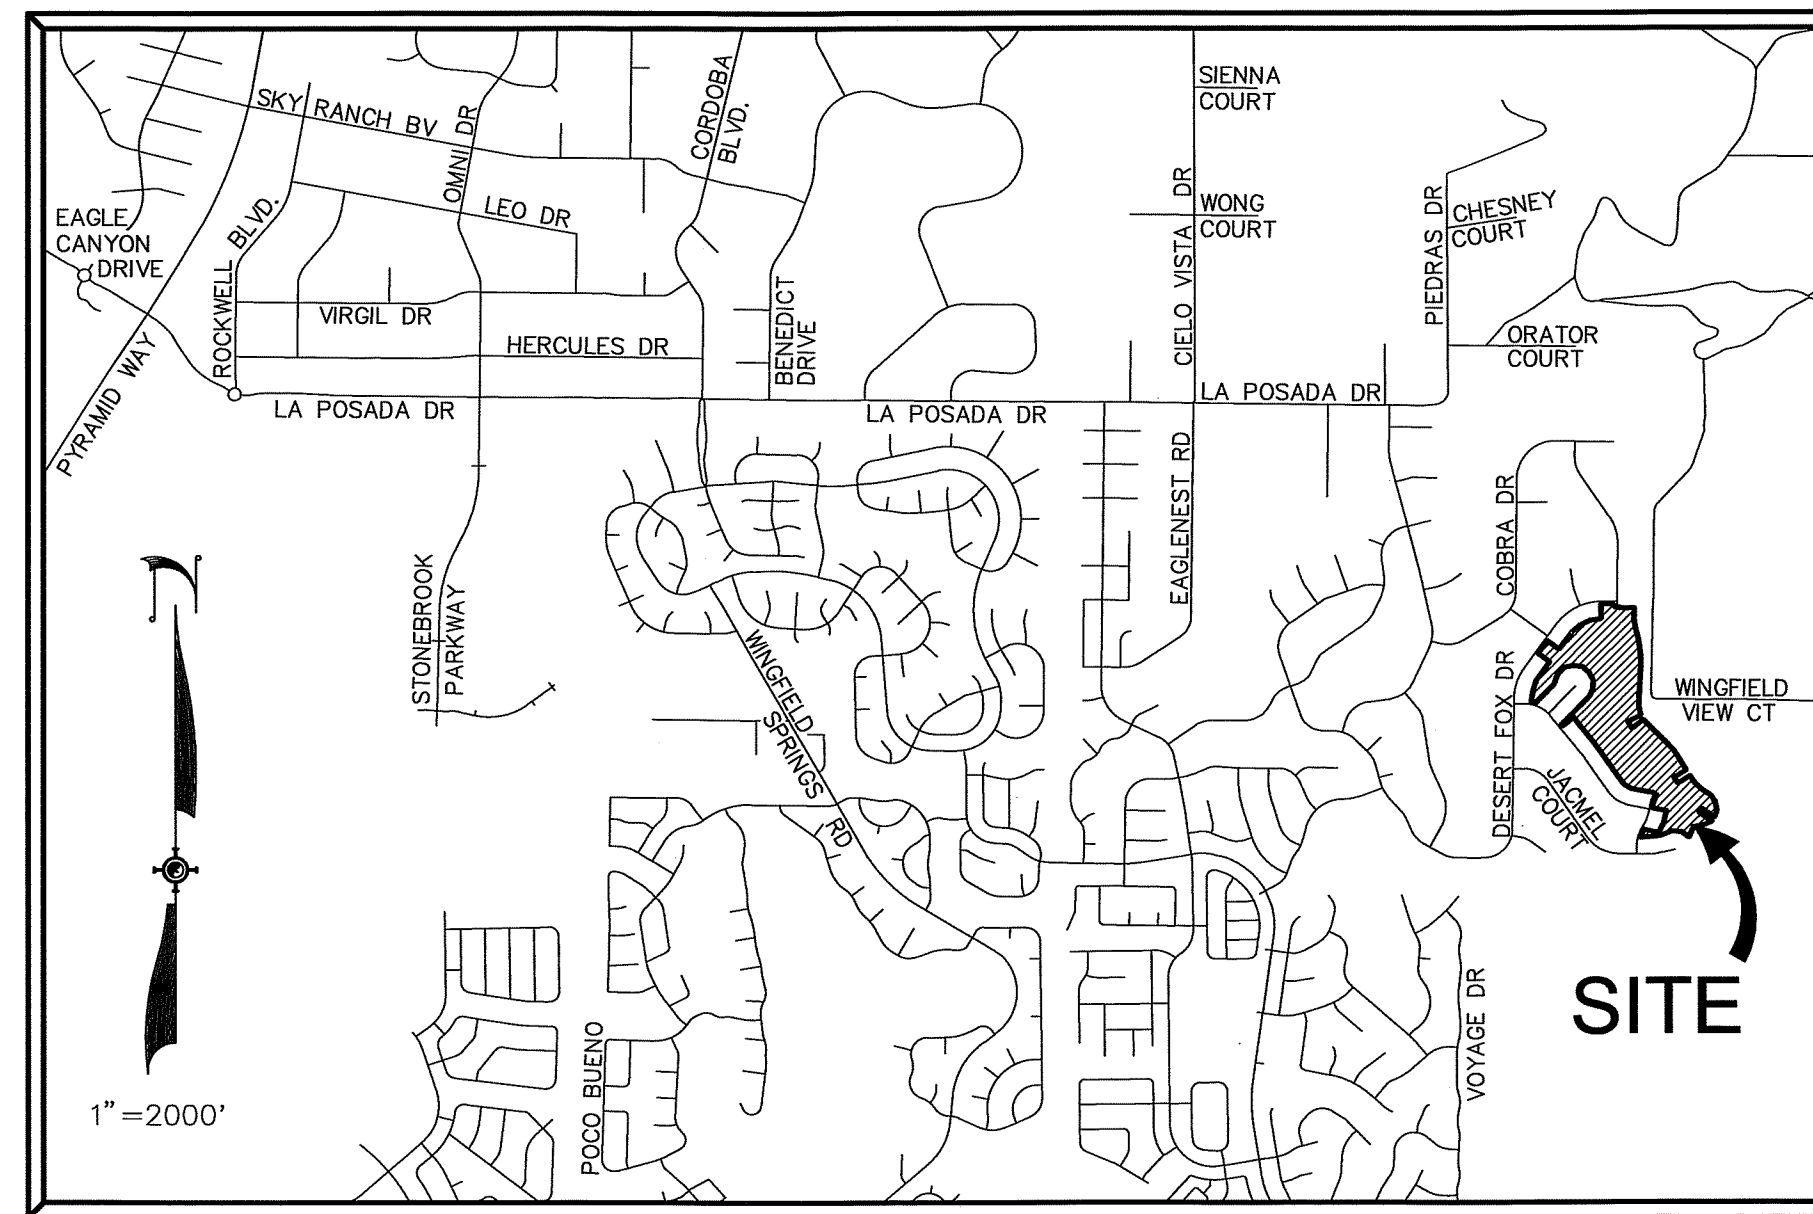 SKY RANCH BV
OMNI DR
CORDOBA
BLVD.
SIENNA
COURT
EAGLE
CANYON
DRIVE
ROCKWELL BLVD.
LEO DR
WONG
COURT
CIELO VISTA DR
PIEDRAS DR
CHESNEY
COURT
VIRGIL DR
HERCULES DR
BENEDICT
DRIVE
ORATOR
COURT
PYRAMID WAY
LA POSADA DR
LA POSADA DR
LA POSADA DR
EAGLENEST RD
COBRA DR
STONEBROOK
PARKWAY
WINGFIELD
SPRINGS RD
DESERT FOX DR
WINGFIELD
VIEW CT
JACMEL
COURT
SITE
VOYAGE DR
POCO BUENO
1"=2000'